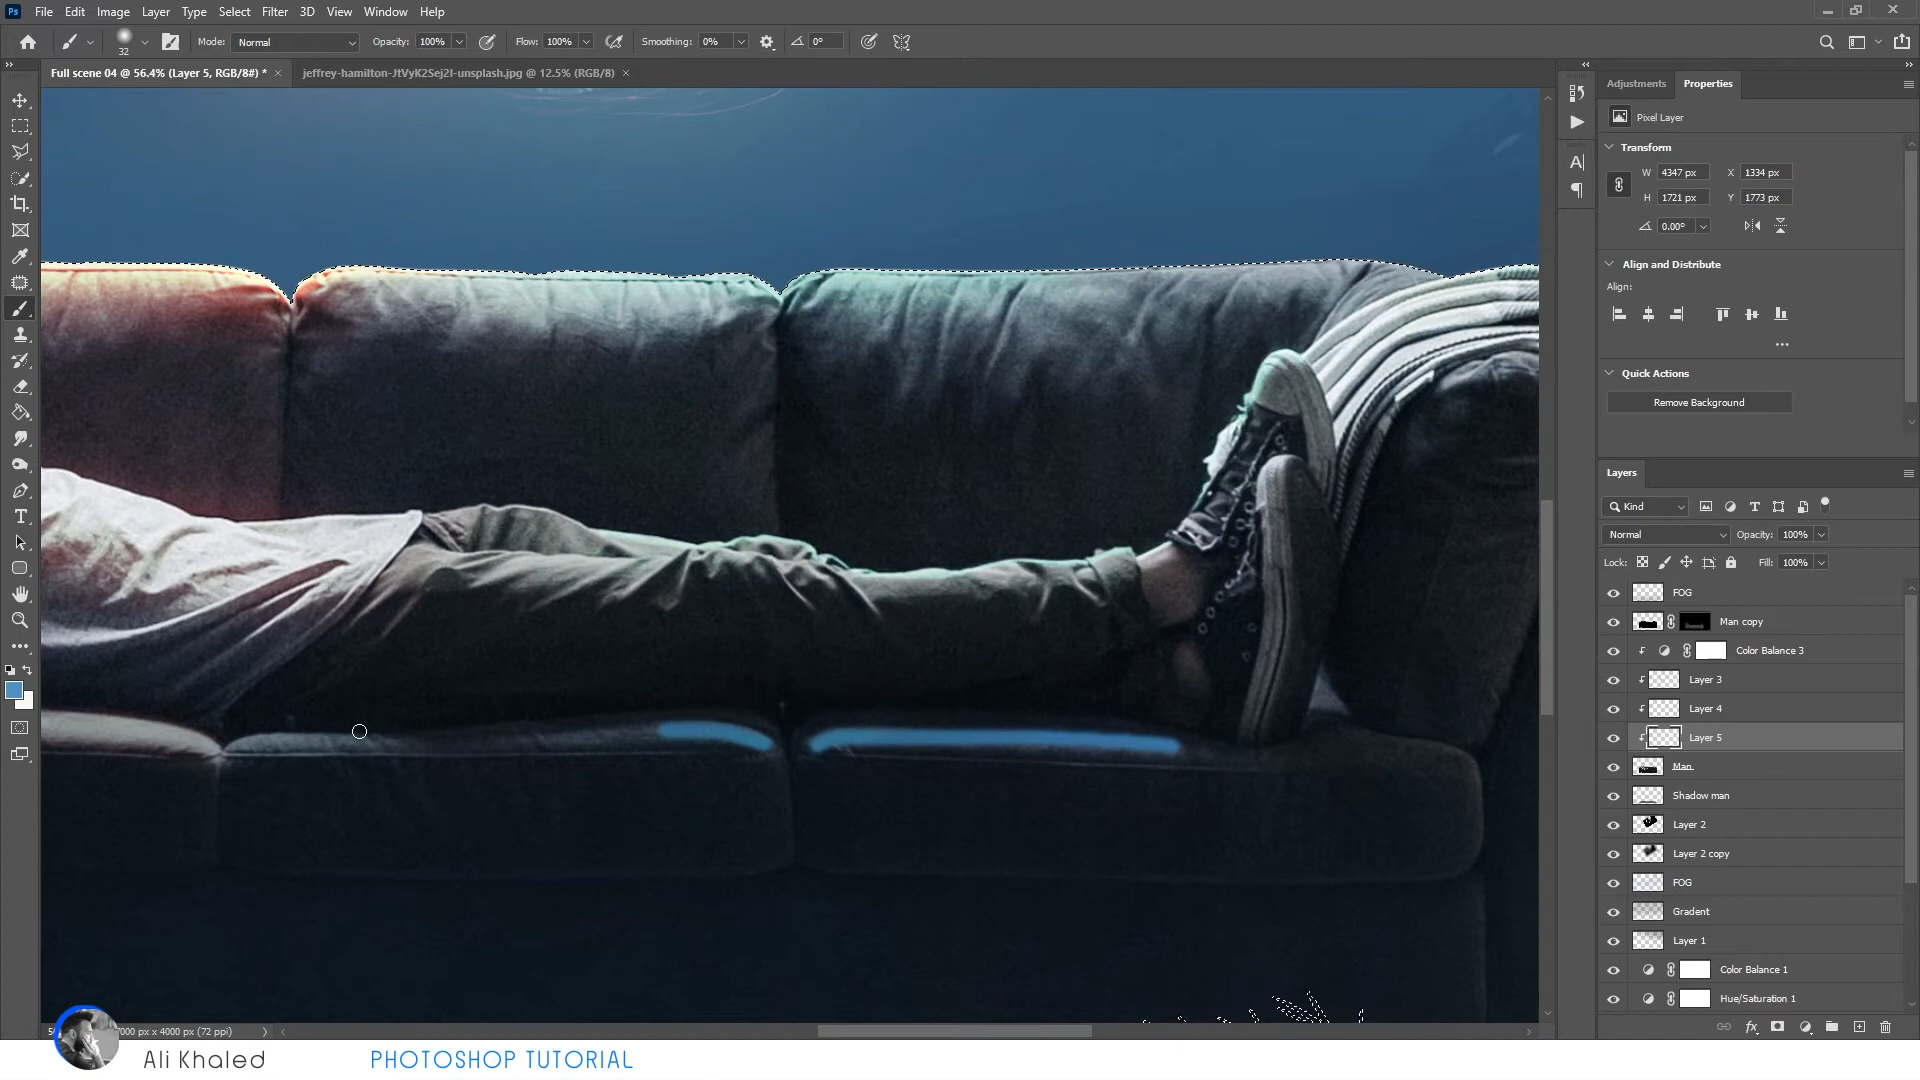 Ps File Edit Image Layer Type Select Filter 3D View Window Help
32 Mode: Normal Opacity: 100% Flow: 100% Smoothing: 0% 0°
Full scene 04 @ 56.4% (Layer 5, RGB/8#) * jeffrey-hamilton-JtVyK2Sej2I-unsplash.jpg @ 12.5% (RGB/8)
Adjustments Properties
Pixel Layer
Transform
W 4347 px X 1334 px
H 1721 px Y 1773 px
0.00°
Align and Distribute
Align:
Quick Actions
Remove Background
Layers
Kind
Normal Opacity: 100%
Lock: Fill: 100%
FOG
Man copy
Color Balance 3
Layer 3
Layer 4
Layer 5
Man
Shadow man
Layer 2
Layer 2 copy
FOG
Gradent
Layer 1
Color Balance 1
Hue/Saturation 1
px x 4000 px (72 ppi)
Ali Khaled PHOTOSHOP TUTORIAL